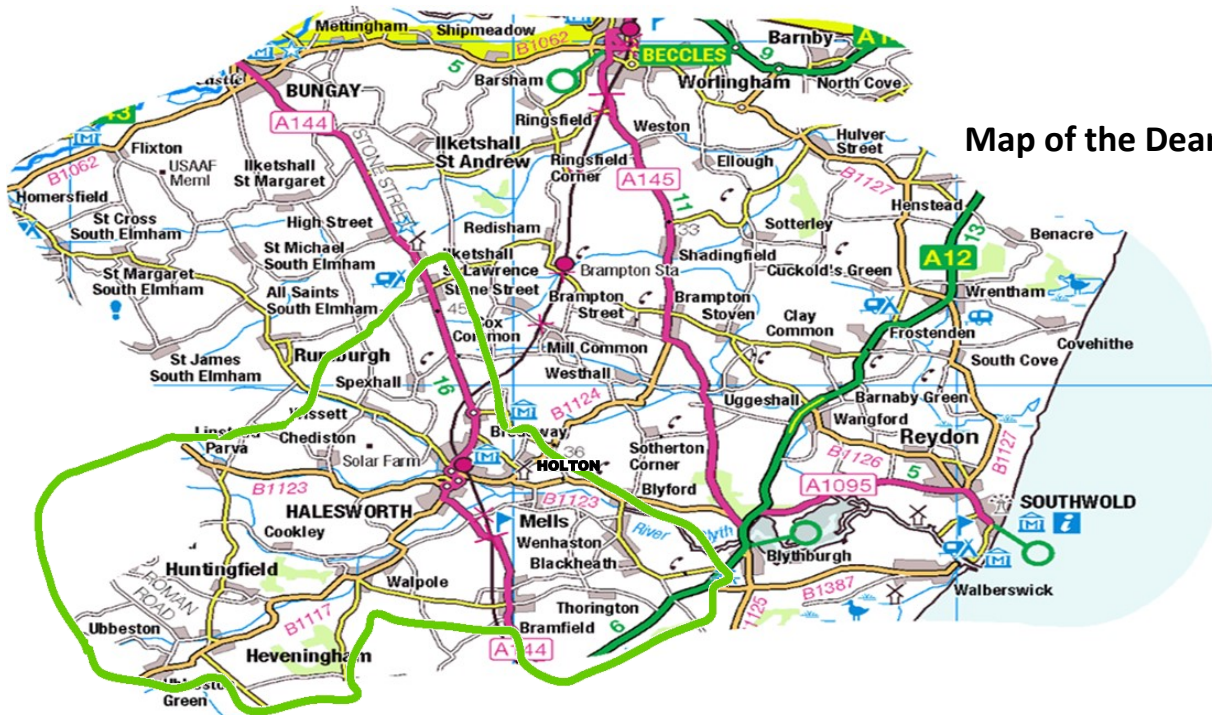 Mettingham
Shipmeadow
B1062
5
BUNGAY
Barsham
BECCLES
9
Barnby
Worlingham
North Cove
A144
STONE STREET
Ilketshall
St Andrew
Ringsfield
Weston
Hulver
Street
Map of the Dean
Flixton
B1062
USAAF
Meml
Ilketshall
St Margaret
Ringsfield
Corner
Ellough
A145
11
B1127
Homersfield
St Cross
South Elmham
High Street
Henstead
Redisham
Sotterley
13
Benacre
33
St Michael
South Elmham
St Lawrence
Brampton Sta
Shadingfield
Cuckold's Green
A12
St Margaret
South Elmham
All Saints
South Elmham
Stone Street
45
Brampton
Street
Brampton
Stoven
Clay
Common
Wrentham
Frostenden
Covehithe
St James
South Elmham
Common
Mill Common
South Cove
Spexhall
16
Westhall
Uggeshall
Barnaby Green
B1124
Wangford
Parva
Chediston
Solar Farm
36
HOLTON
Sotherton
Corner
Reydon
B1127
B1126
5
B1123
HALESWORTH
B1123
Blyford
A1095
SOUTHWOLD
i
Cookley
Mells
River
Wenhaston
Blackheath
Blythburgh
Huntingfield
Walpole
B1387
Walberswick
ROMAN
ROAD
Thorington
Ubbeston
B1117
6
Bramfield
Heveningham
A144
Green